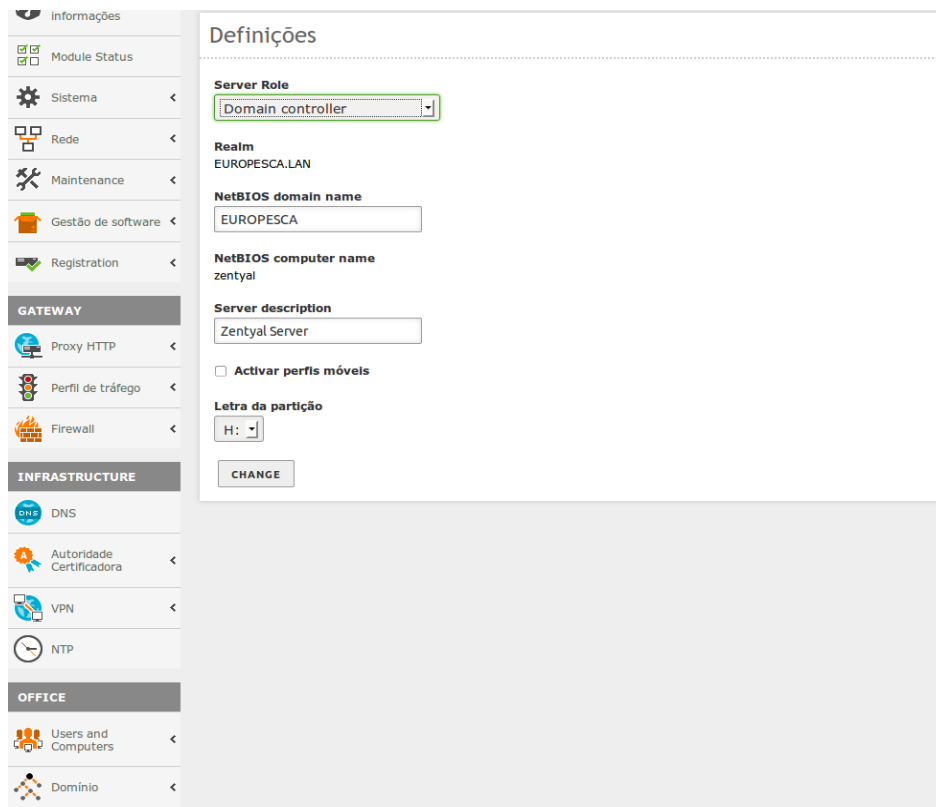 informações
Module Status
Sistema
Rede
Maintenance
Gestão de software
Registration
GATEWAY
Proxy HTTP
Perfil de tráfego
Firewall
INFRASTRUCTURE
DNS
DNS
Autoridade
Certificadora
VPN
NTP
OFFICE
Users and
Computers
Domínio
Definições
Server Role
Domain controller
Realm
EUROPESCA.LAN
NetBIOS domain name
EUROPESCA
NetBIOS computer name
zentyal
Server description
Zentyal Server
Activar perfis móveis
Letra da partição
H:
CHANGE